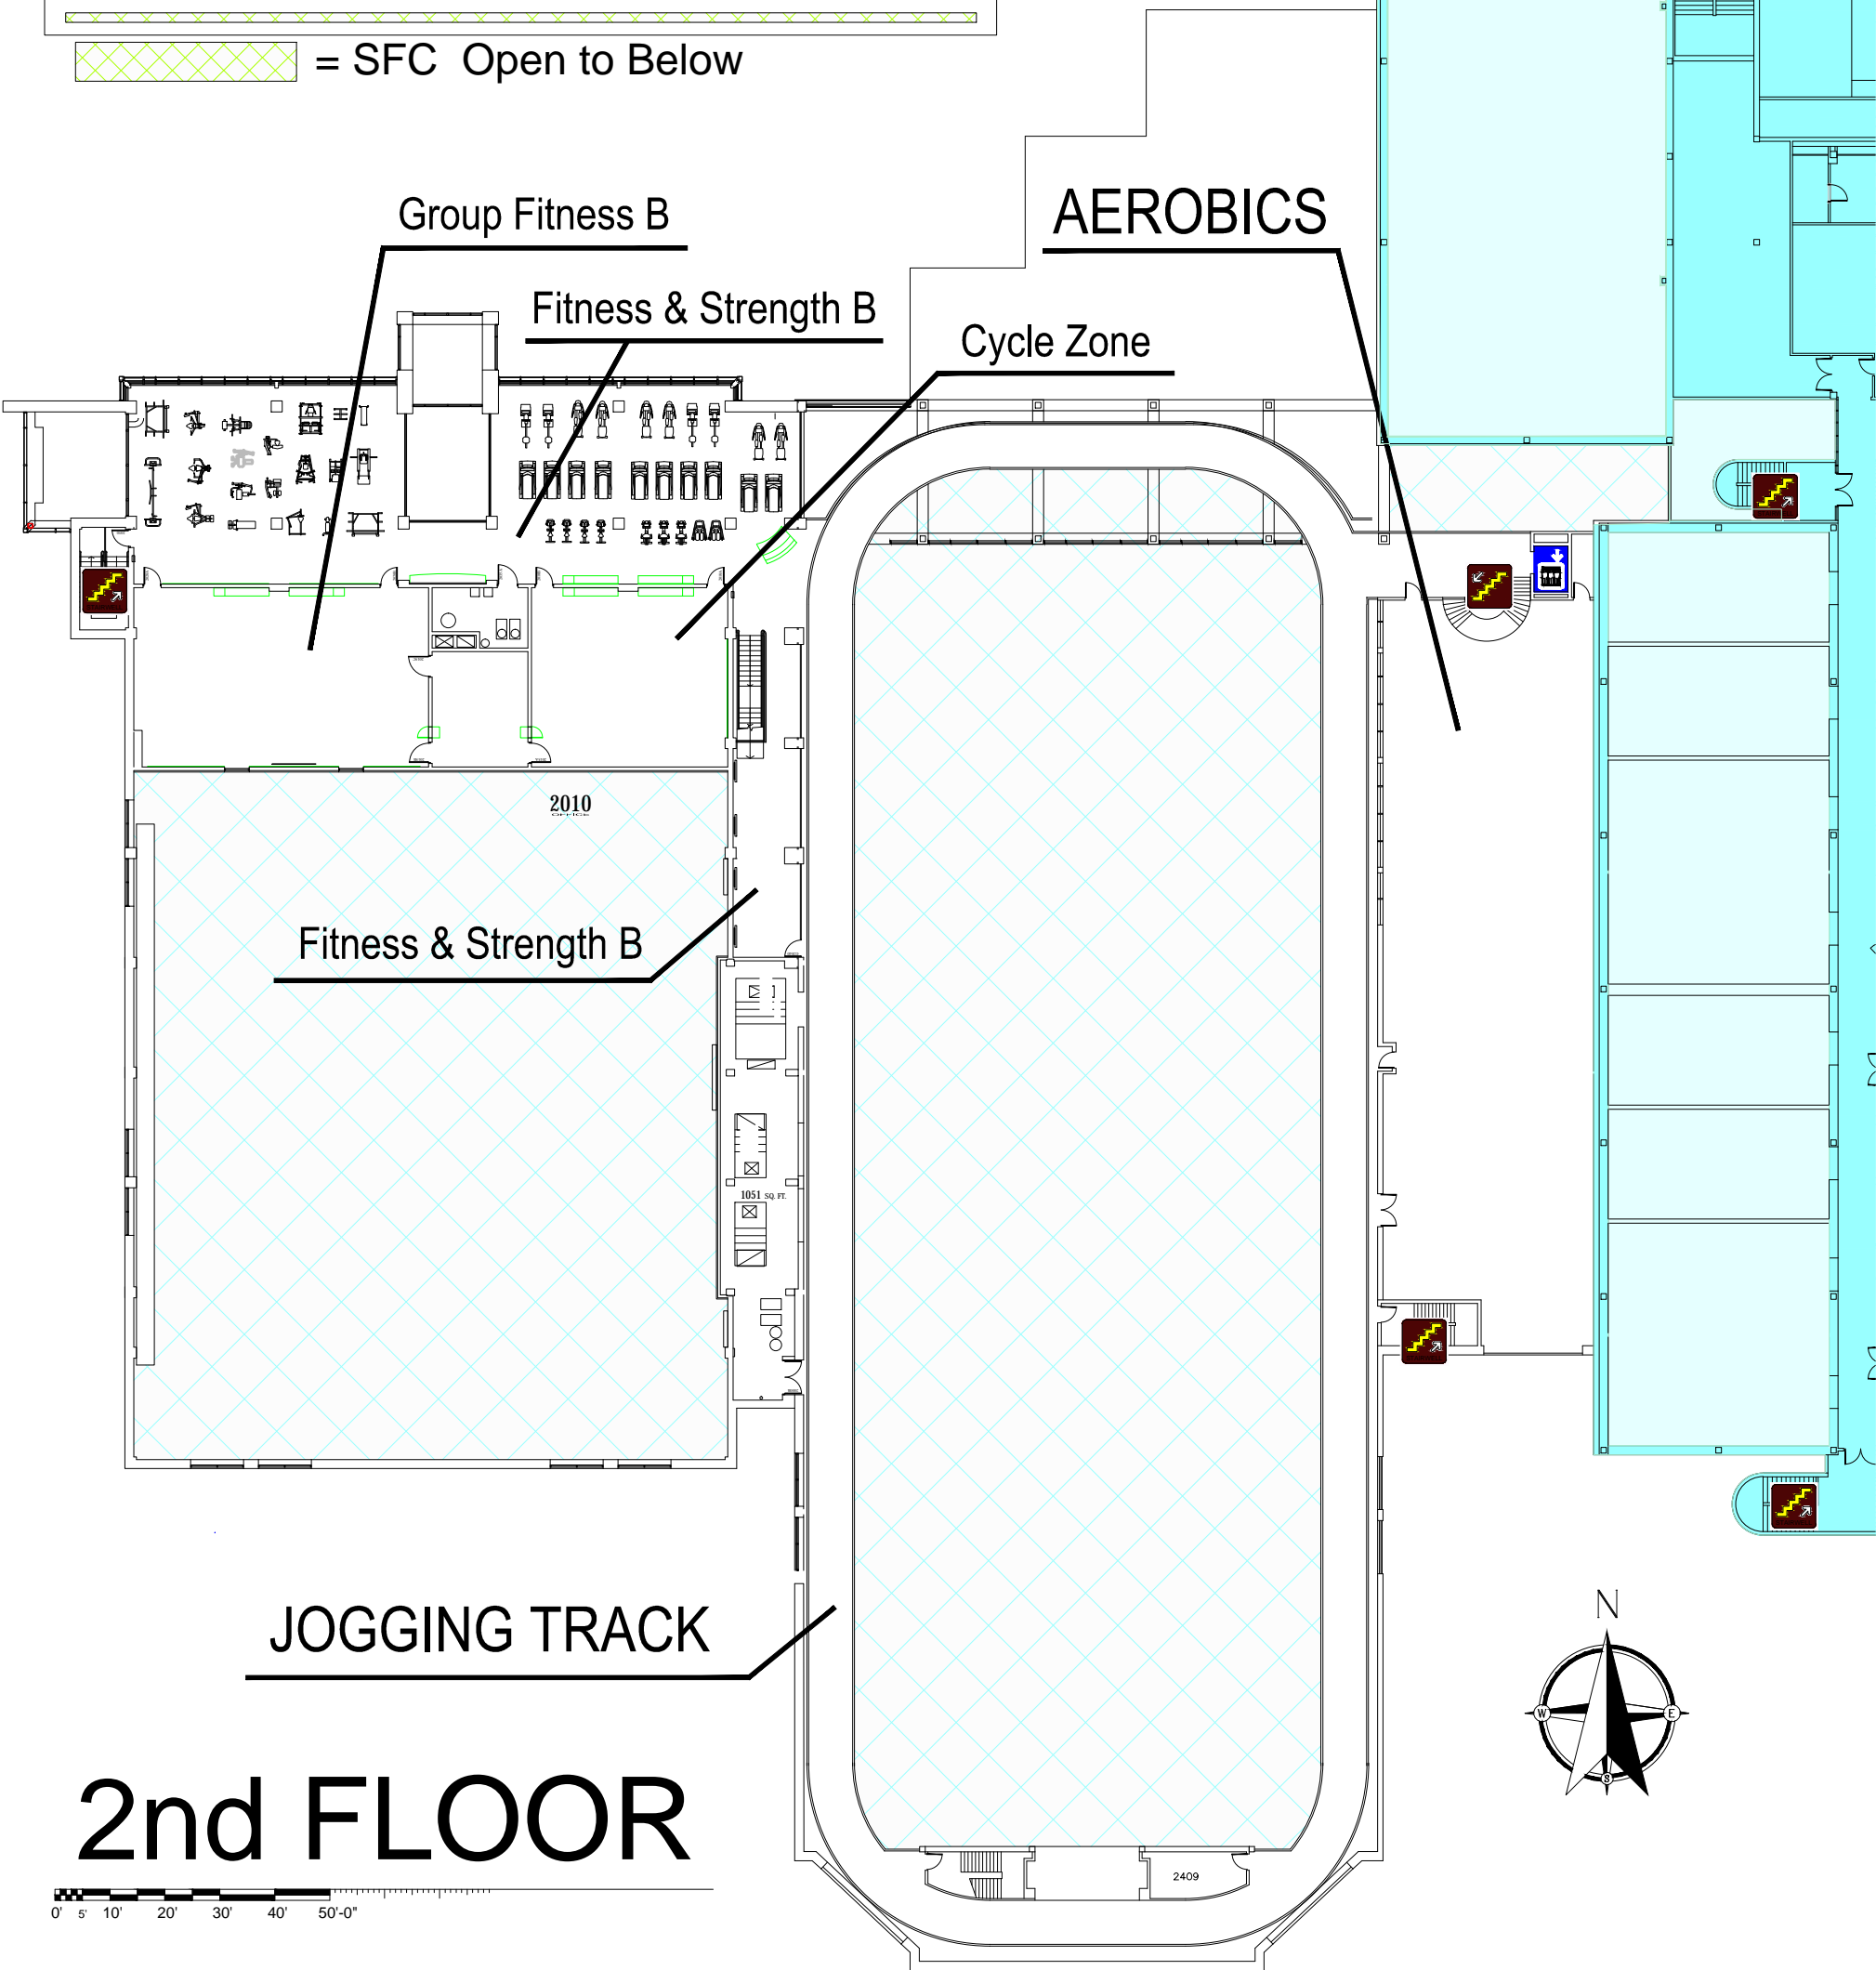 = SFC Open to Below
Group Fitness B
AEROBICS
Fitness & Strength B
Cycle Zone
2010
OFFICE
Fitness & Strength B
1051 SQ. FT.
JOGGING TRACK
N
W
E
S
2nd FLOOR
2409
0' 5' 10' 20' 30' 40' 50'-0"